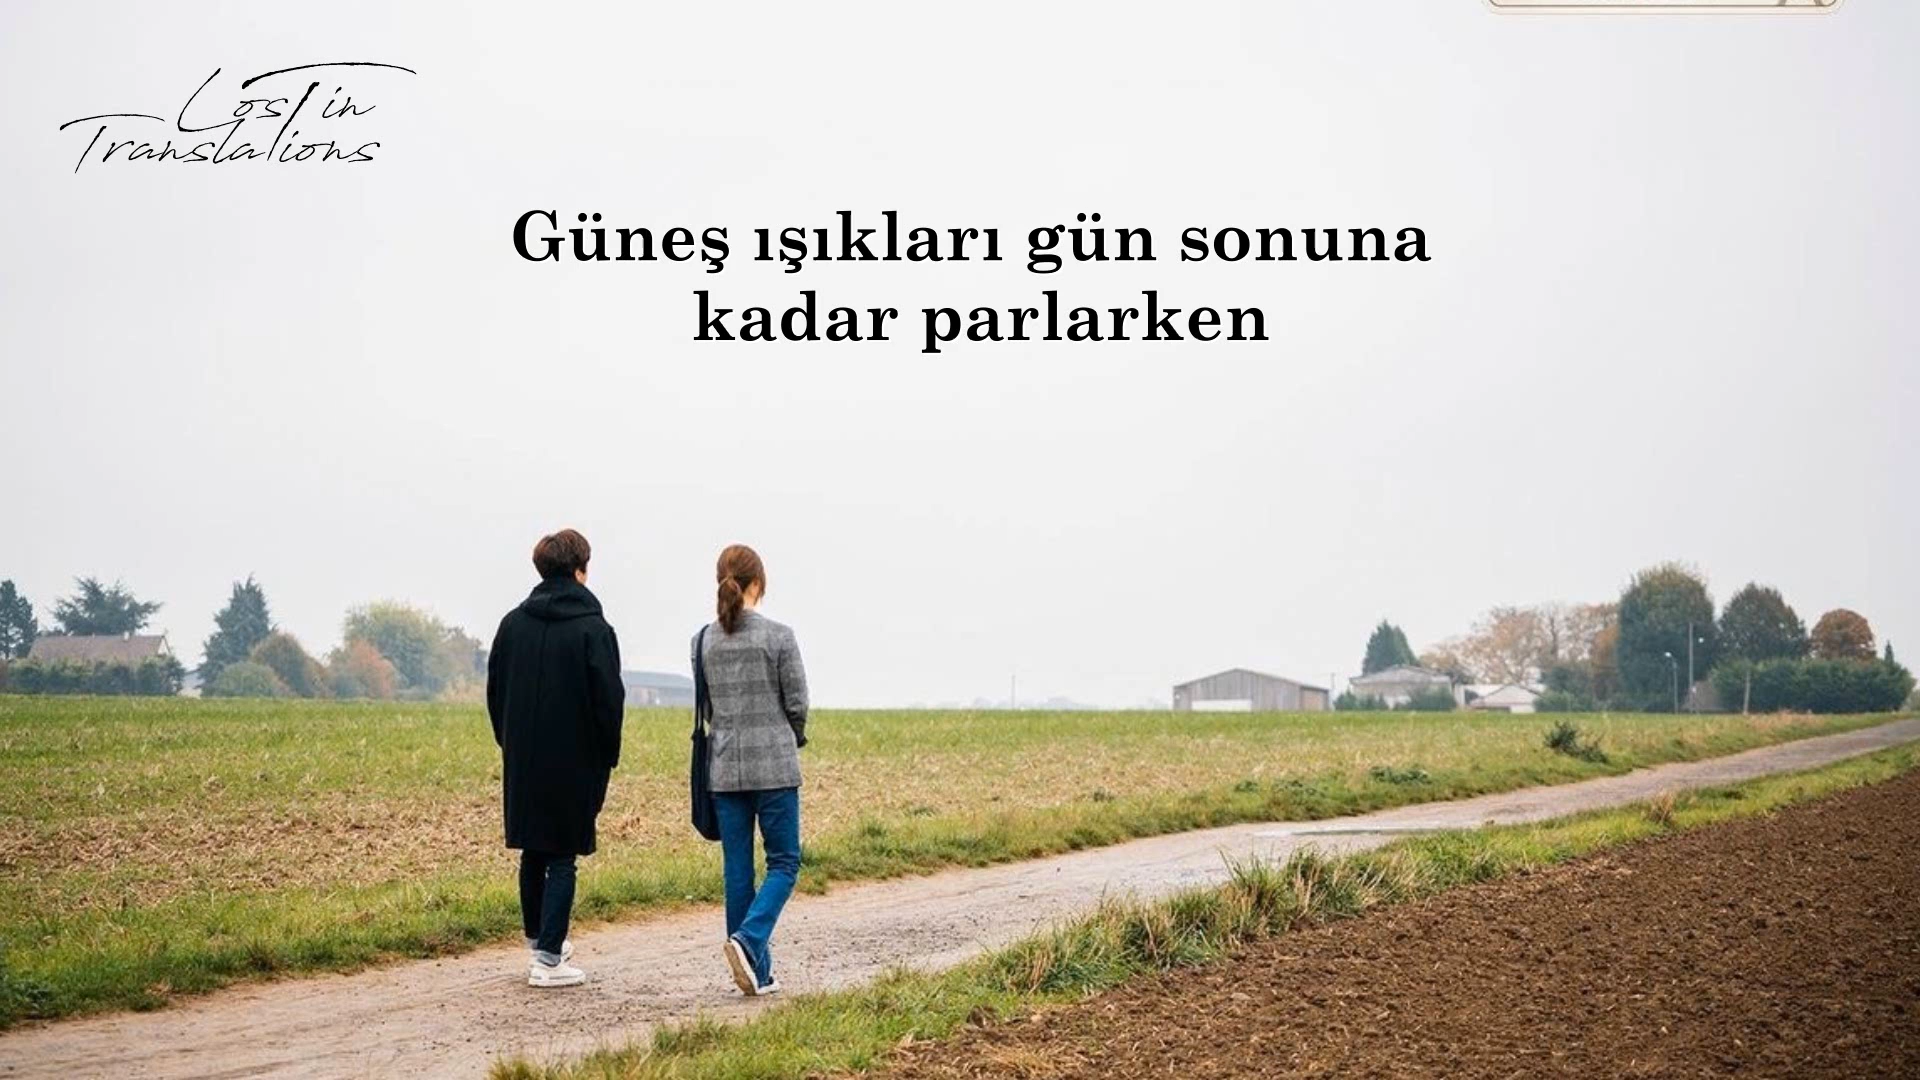 Lost in
Translations
Güneş ışıkları gün sonuna
kadar parlarken